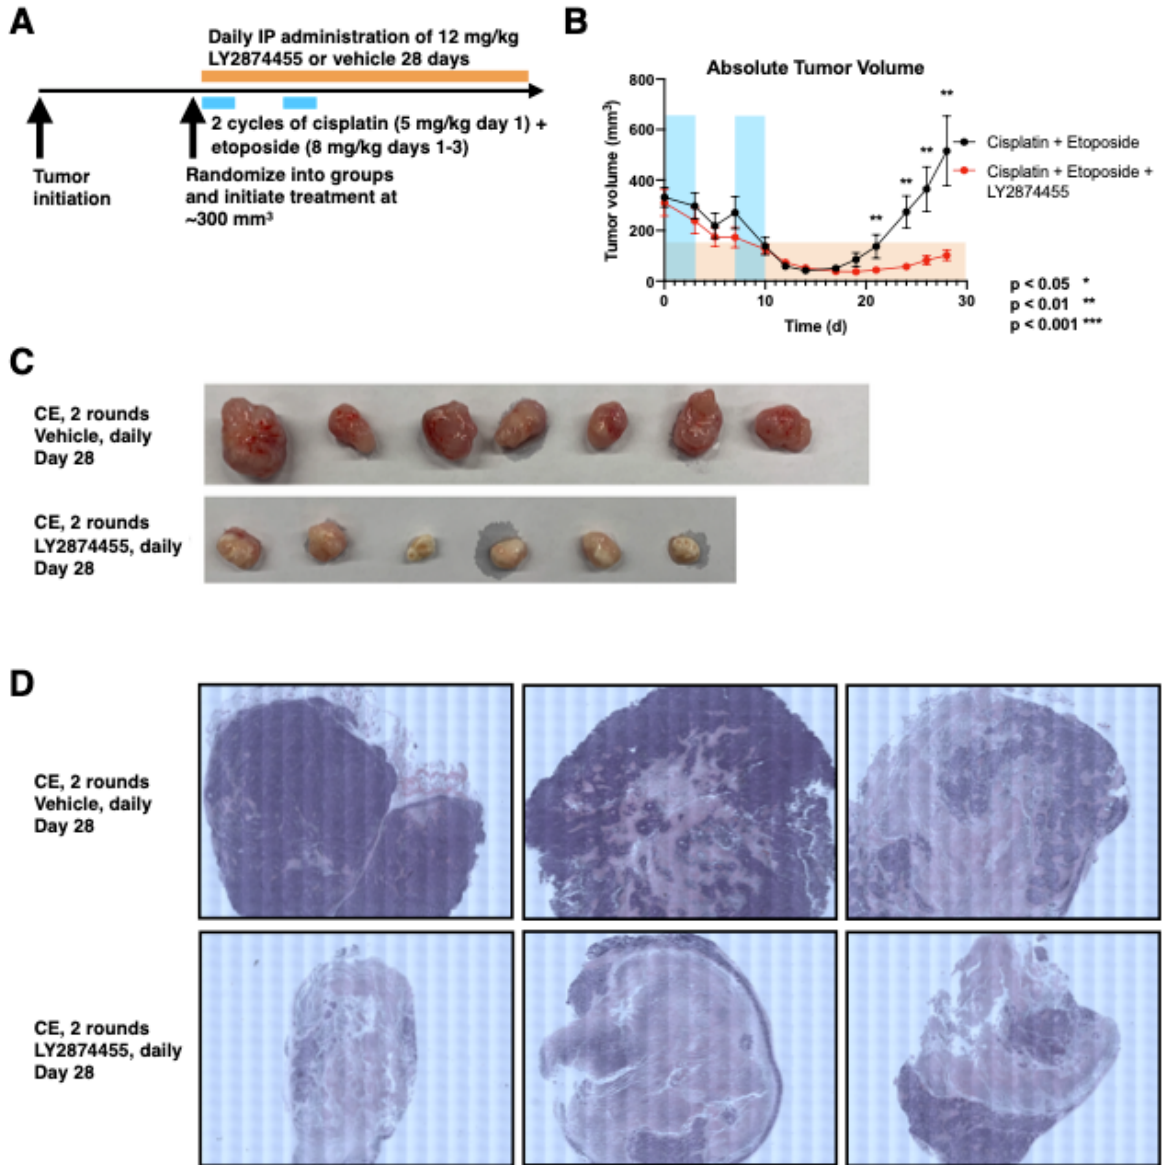 A
Daily IP administration of 12 mg/kg
LY2874455 or vehicle 28 days
2 cycles of cisplatin (5 mg/kg day 1) +
etoposide (8 mg/kg days 1-3)
Tumor
initiation
Randomize into groups
and initiate treatment at
~300 mm³
B
Absolute Tumor Volume
Tumor volume (mm³)
800
600
400
200
0
0
10
20
30
Time (d)
**
**
**
**
Cisplatin + Etoposide
Cisplatin + Etoposide +
LY2874455
p < 0.05 *
p < 0.01 **
p < 0.001 ***
C
CE, 2 rounds
Vehicle, daily
Day 28
CE, 2 rounds
LY2874455, daily
Day 28
D
CE, 2 rounds
Vehicle, daily
Day 28
CE, 2 rounds
LY2874455, daily
Day 28